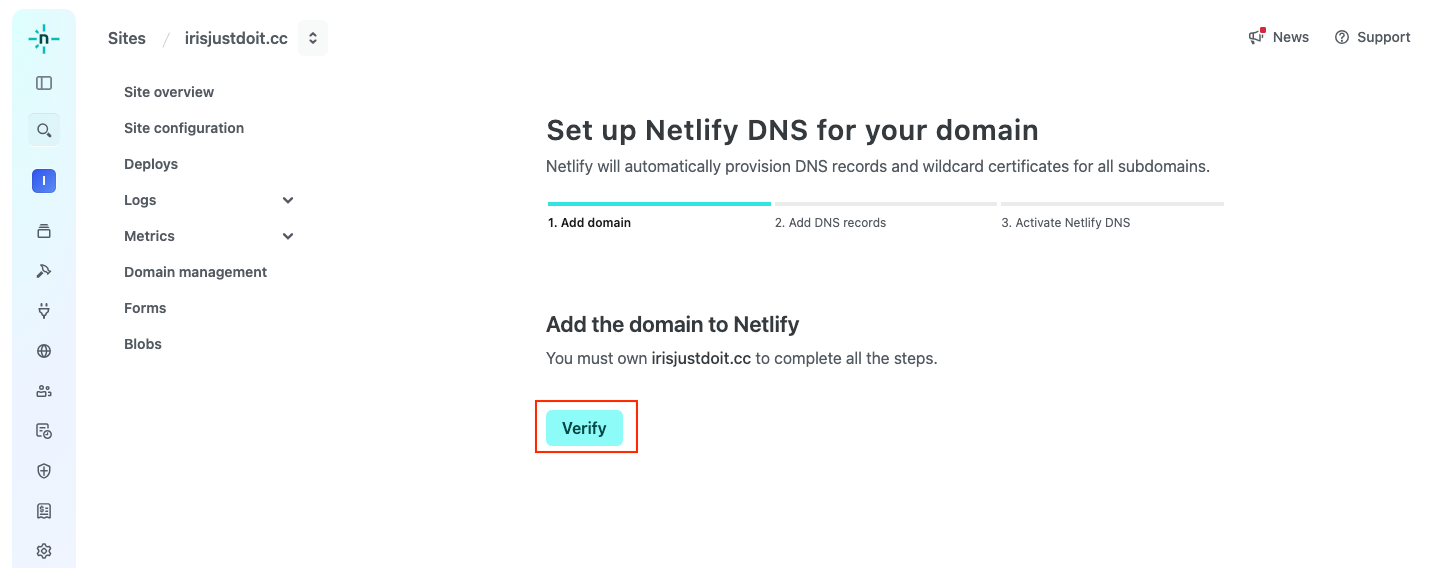 Sites / irisjustdoit.cc
News
Support
Site overview
Site configuration
Deploys
Logs
Metrics
Domain management
Forms
Blobs
I
Set up Netlify DNS for your domain
Netlify will automatically provision DNS records and wildcard certificates for all subdomains.
1. Add domain
2. Add DNS records
3. Activate Netlify DNS
Add the domain to Netlify
You must own irisjustdoit.cc to complete all the steps.
Verify